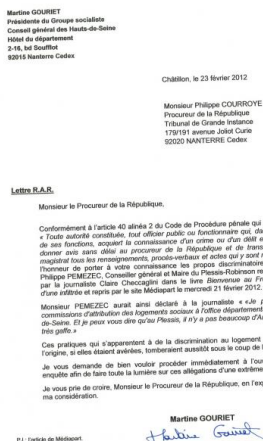 Martine GOURIET
Présidente du Groupe socialiste
Conseil général des Hauts-de-Seine
Hôtel du département
2-16, bd Soufflot
92015 Nanterre Cedex
Châtillon, le 23 février 2012
Monsieur Philippe COURROYE
Procureur de la République
Tribunal de Grande Instance
179/191 avenue Joliot Curie
92020 NANTERRE Cedex
Lettre R.A.R.
Monsieur le Procureur de la République,
Conformément à l'article 40 alinéa 2 du Code de Procédure pénale qui
« Toute autorité constituée, tout officier public ou fonctionnaire qui, da
de ses fonctions, acquiert la connaissance d'un crime ou d'un délit e
donner avis sans délai au procureur de la République et de trans
magistrat tous les renseignements, procès-verbaux et actes qui y sont r
l'honneur de porter à votre connaissance les propos discriminatoire
Philippe PEMEZEC, Conseiller général et Maire du Plessis-Robinson re
par la journaliste Claire Checcaglini dans le livre Bienvenue au Fr
d'une infiltrée et repris par le site Médiapart le mercredi 21 février 2012.
Monsieur PEMEZEC aurait ainsi déclaré à la journaliste « «Je p
commissions d'attribution des logements sociaux à l'office départemen
de-Seine. Et je peux vous dire qu'au Plessis, il n'y a pas beaucoup d'A
très gaffe.»
Ces pratiques qui s'apparentent à de la discrimination au logement
l'origine, si elles étaient avérées, tomberaient aussitôt sous le coup de l
Je vous demande de bien vouloir procéder immédiatement à l'ouv
enquête afin de faire toute la lumière sur ces allégations d'une extrême
Je vous prie de croire, Monsieur le Procureur de la République, en l'exp
ma considération.
Martine GOURIET
Martine Gouriet
P.J : l'article de Médiapart.